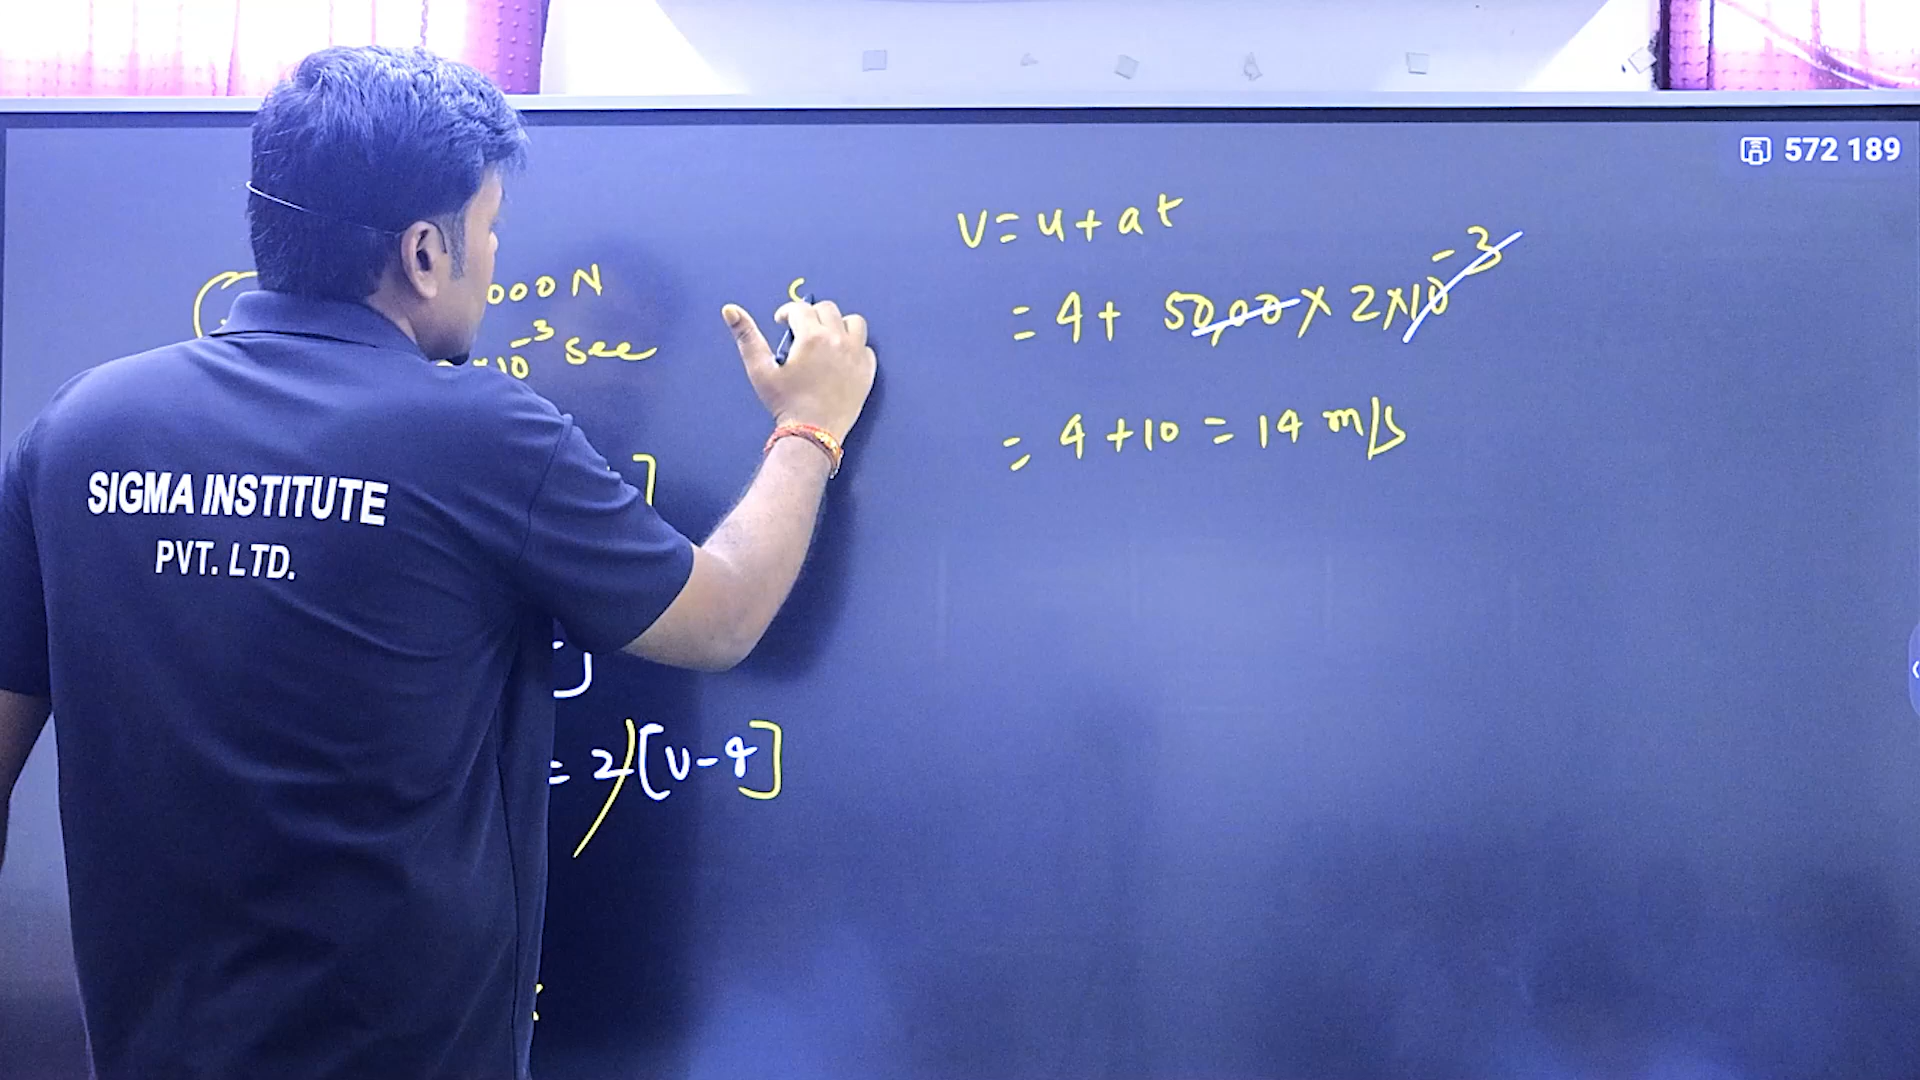 572 189
000 N
×10⁻³ sec
]
= 2 [v-4]
v = u + at
= 4 + 5000 × 2×10⁻³
= 4 + 10 = 14 m/s
SIGMA INSTITUTE
PVT. LTD.